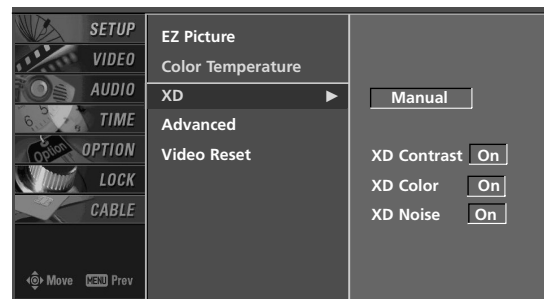 SETUP
VIDEO
AUDIO
TIME
OPTION
LOCK
CABLE
Move MENU Prev
EZ Picture
Color Temperature
XD ►
Advanced
Video Reset
Manual
XD Contrast On
XD Color On
XD Noise On
Option